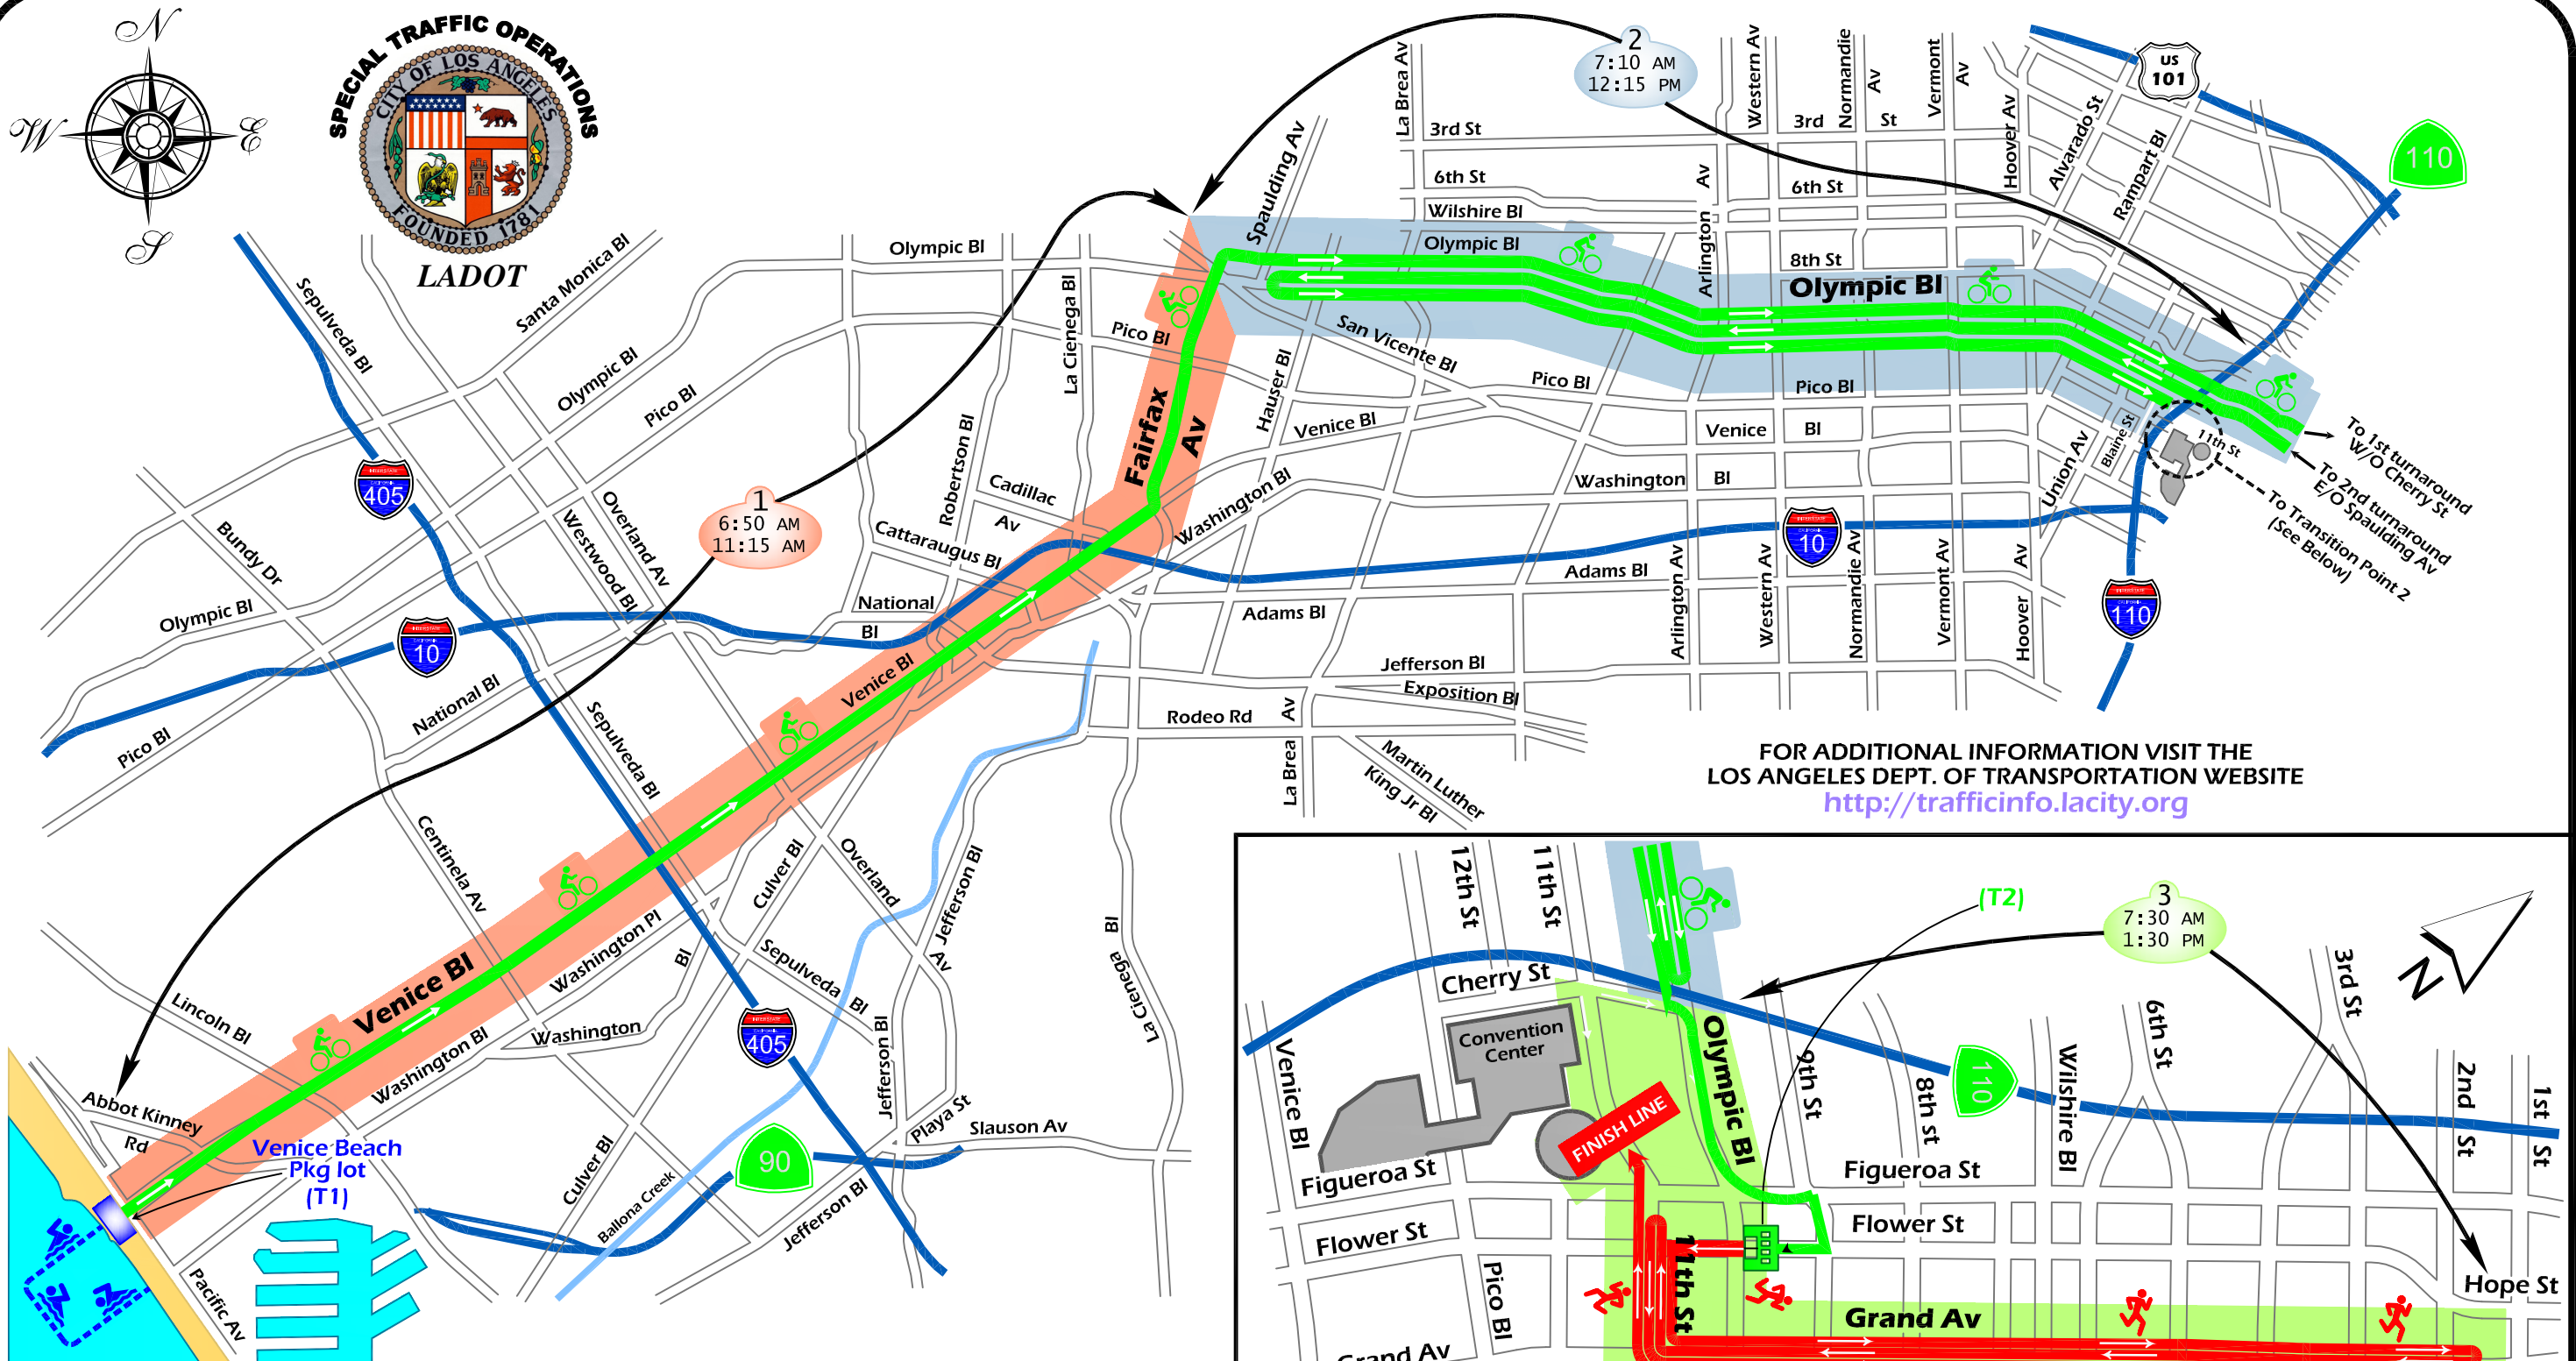 N
W
E
S
SPECIAL TRAFFIC OPERATIONS
CITY OF LOS ANGELES
FOUNDED 1781
LADOT
2
7:10 AM
12:15 PM
1
6:50 AM
11:15 AM
US
101
110
La Brea Av
Western Av
Normandie
Av
Vermont
Av
Hoover Av
Alvarado St
Rampart Bl
3rd St
3rd
St
6th St
6th St
Wilshire Bl
Olympic Bl
8th St
Arlington
Av
Spaulding Av
Olympic Bl
Olympic Bl
Santa Monica Bl
Sepulveda Bl
Olympic Bl
Pico Bl
La Cienega Bl
Pico Bl
Fairfax
Av
Hauser Bl
San Vicente Bl
Pico Bl
Pico Bl
Venice Bl
Venice
Bl
Washington Bl
Washington
Bl
Union Av
Blaine St
11th St
To 1st turnaround
W/O Cherry St
To 2nd turnaround
E/O Spaulding Av
To Transition Point 2
(See Below)
405
Robertson Bl
Cadillac
Av
Cattaraugus Bl
National
Bl
Overland Av
Westwood Bl
Bundy Dr
Olympic Bl
10
10
110
Adams Bl
Adams Bl
Arlington Av
Western Av
Normandie Av
Vermont Av
Hoover
Av
Jefferson Bl
Exposition Bl
Rodeo Rd
La Brea
Av
Martin Luther
King Jr Bl
Pico Bl
National Bl
Sepulveda Bl
Venice Bl
Centinela Av
Culver Bl
Overland
Av
Jefferson Bl
La Cienega
Bl
Washington Pl
Bl
Sepulveda Bl
Lincoln Bl
Venice Bl
Washington Bl
Washington
405
Jefferson Bl
Playa St
Slauson Av
Abbot Kinney
Rd
Venice Beach
Pkg lot
(T1)
Culver Bl
Ballona Creek
90
Jefferson Bl
Pacific Av
FOR ADDITIONAL INFORMATION VISIT THE
LOS ANGELES DEPT. OF TRANSPORTATION WEBSITE
http://trafficinfo.lacity.org
12th St
11th St
(T2)
3
7:30 AM
1:30 PM
N
Cherry St
Convention
Center
Venice Bl
Olympic Bl
9th St
8th st
110
Wilshire Bl
6th St
3rd St
2nd
St
1st St
FINISH LINE
Figueroa St
Figueroa St
Flower St
Flower St
Pico Bl
11th St
Hope St
Grand Av
Grand Av